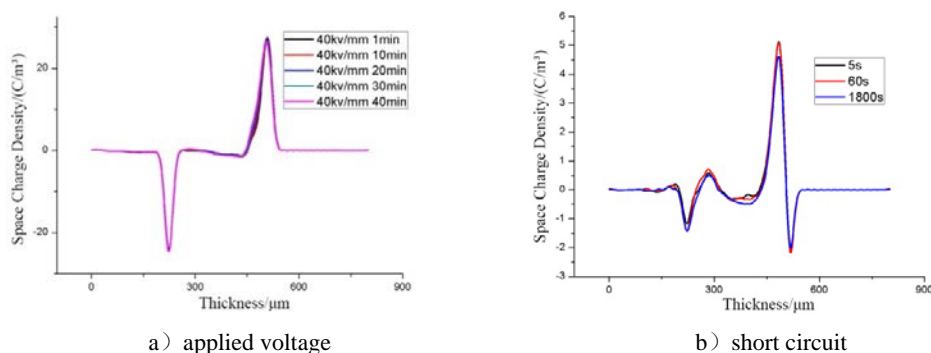 40kv/mm 1min
40kv/mm 10min
40kv/mm 20min
40kv/mm 30min
40kv/mm 40min
Space Charge Density/(C/m³)
20
0
-20
0 300 600 900
Thickness/μm
a）applied voltage
5s
60s
1800s
Space Charge Density/(C/m³)
6
5
4
3
2
1
0
-1
-2
-3
0 300 600 900
Thickness/μm
b）short circuit